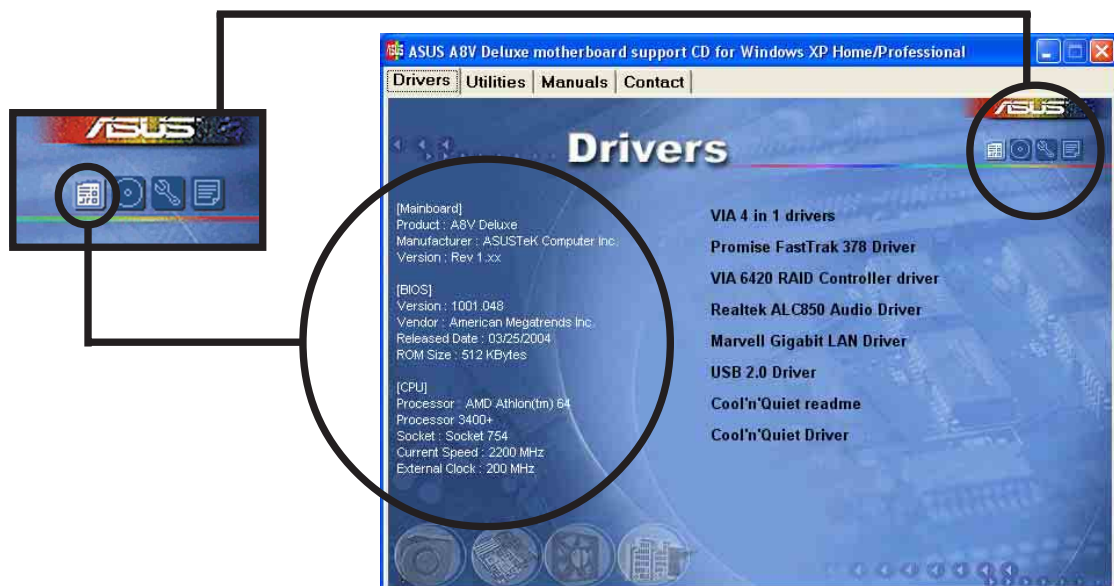 ASUS
ASUS A8V Deluxe motherboard support CD for Windows XP Home/Professional
Drivers Utilities Manuals Contact
ASUS
Drivers
[Mainboard]
Product : A8V Deluxe
Manufacturer : ASUSTeK Computer Inc.
Version : Rev 1.xx
[BIOS]
Version : 1001.048
Vendor : American Megatrends Inc.
Released Date : 03/25/2004
ROM Size : 512 KBytes
[CPU]
Processor : AMD Athlon(tm) 64
Processor 3400+
Socket : Socket 754
Current Speed : 2200 MHz
External Clock : 200 MHz
VIA 4 in 1 drivers
Promise FastTrak 378 Driver
VIA 6420 RAID Controller driver
Realtek ALC850 Audio Driver
Marvell Gigabit LAN Driver
USB 2.0 Driver
Cool'n'Quiet readme
Cool'n'Quiet Driver